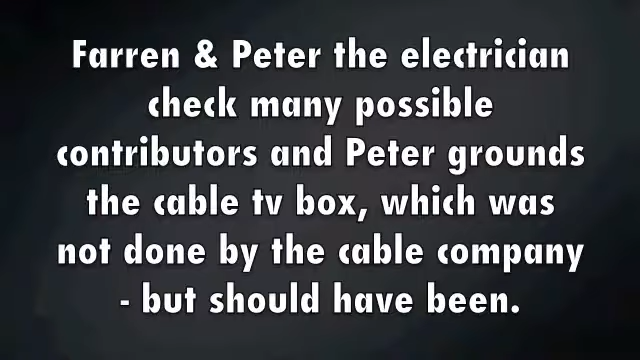 Farren & Peter the electrician
check many possible
contributors and Peter grounds
the cable tv box, which was
not done by the cable company
- but should have been.